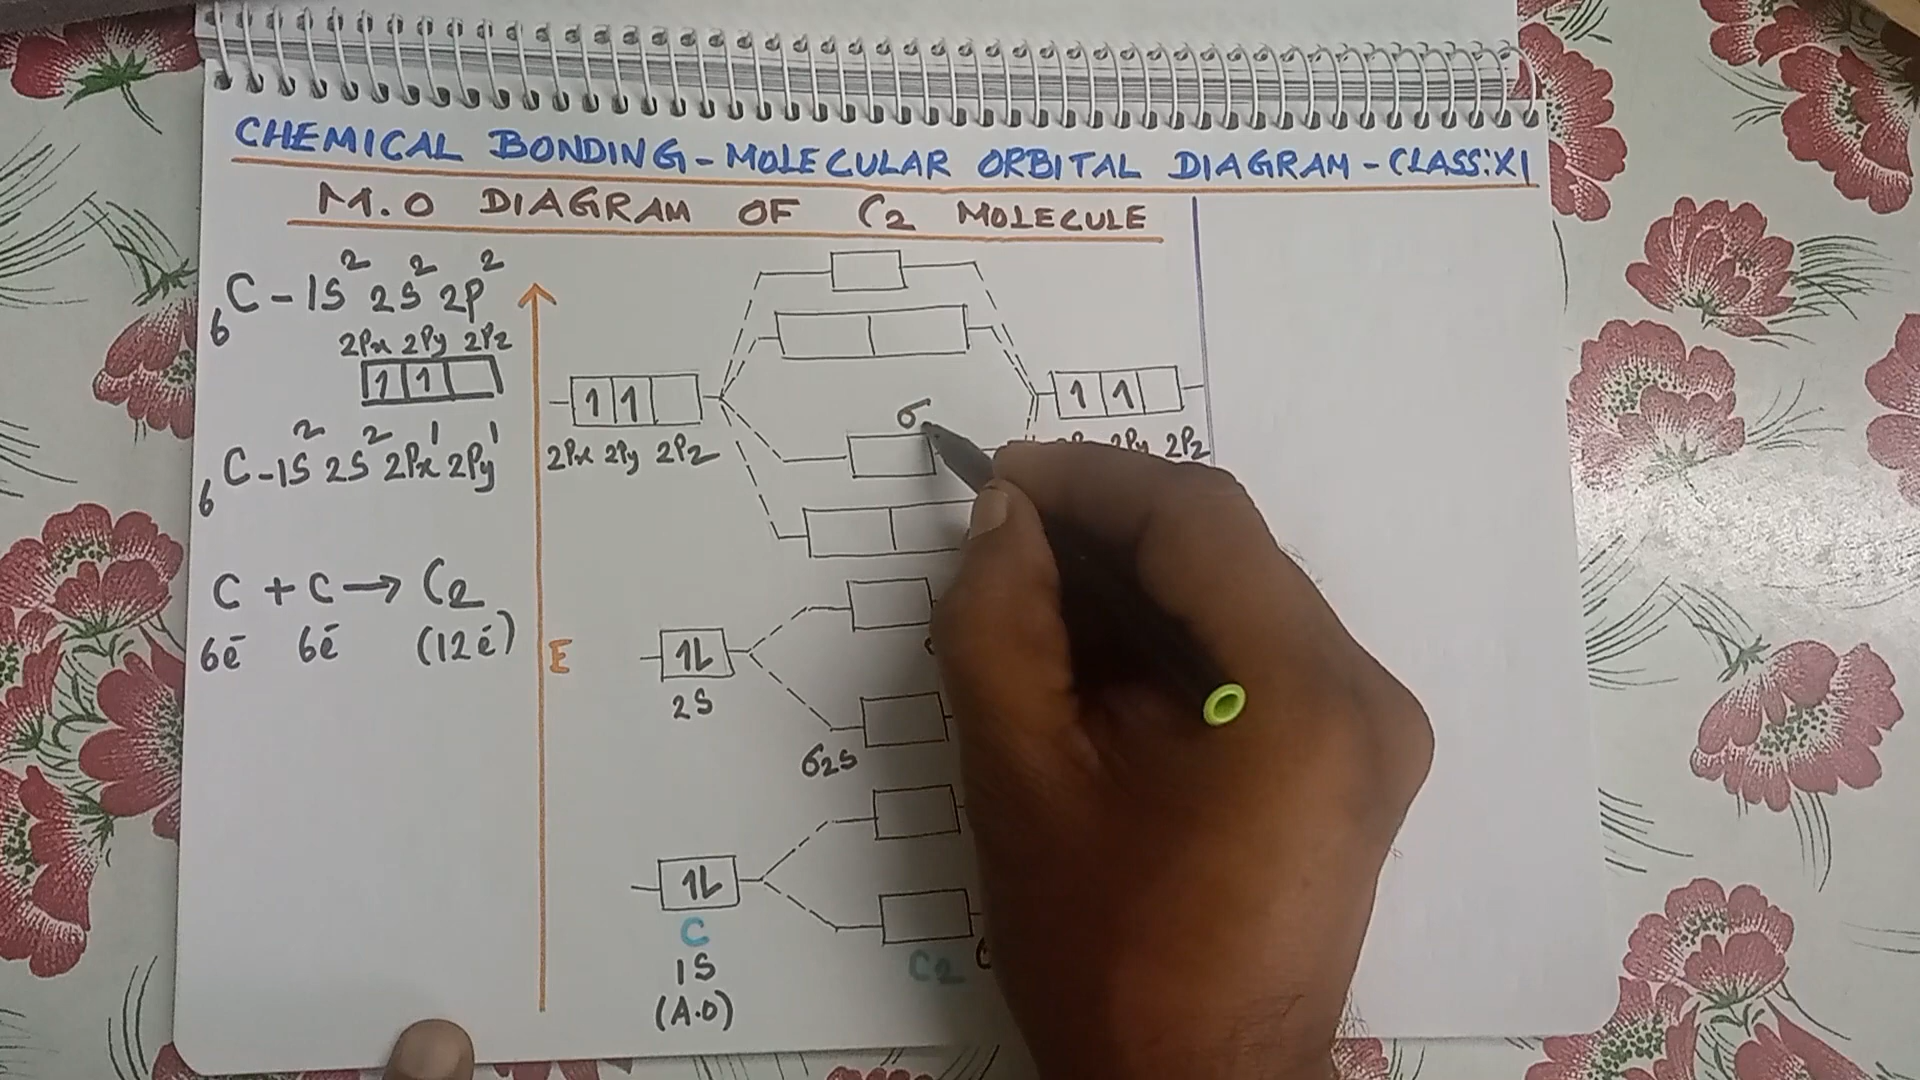 CHEMICAL BONDING - MOLECULAR ORBITAL DIAGRAM - CLASS:XI
M.O DIAGRAM OF C2 MOLECULE
6C - 1S² 2S² 2P²
2Px 2Py 2Pz
1 1
6C - 1S² 2S² 2Px¹ 2Py¹
C + C → C2
6ē 6ē (12ē)
E
1 1
2Px 2Py 2Pz
1L
2S
1L
C
1S
(A.O)
σ
σ2s
C2
1 1
2Py 2Pz